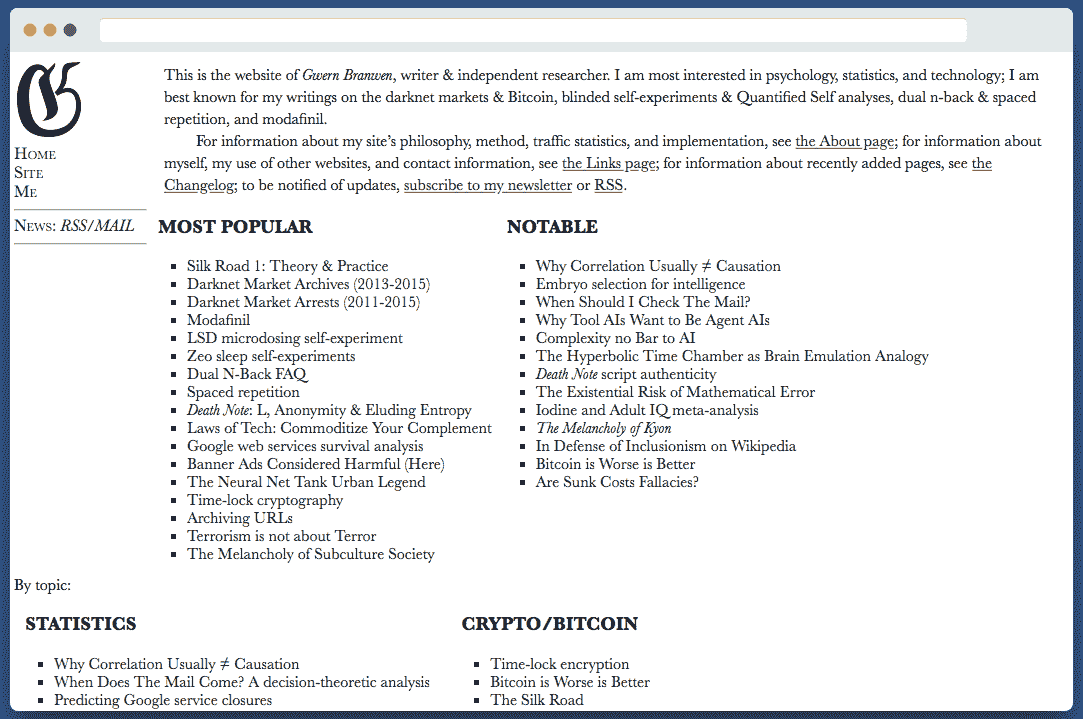 G
This is the website of Gwern Branwen, writer & independent researcher. I am most interested in psychology, statistics, and technology; I am
best known for my writings on the darknet markets & Bitcoin, blinded self-experiments & Quantified Self analyses, dual n-back & spaced
repetition, and modafinil.
For information about my site's philosophy, method, traffic statistics, and implementation, see the About page; for information about
myself, my use of other websites, and contact information, see the Links page; for information about recently added pages, see the
Changelog; to be notified of updates, subscribe to my newsletter or RSS.
Home
Site
Me
News: RSS/MAIL
MOST POPULAR
Silk Road 1: Theory & Practice
Darknet Market Archives (2013-2015)
Darknet Market Arrests (2011-2015)
Modafinil
LSD microdosing self-experiment
Zeo sleep self-experiments
Dual N-Back FAQ
Spaced repetition
Death Note: L, Anonymity & Eluding Entropy
Laws of Tech: Commoditize Your Complement
Google web services survival analysis
Banner Ads Considered Harmful (Here)
The Neural Net Tank Urban Legend
Time-lock cryptography
Archiving URLs
Terrorism is not about Terror
The Melancholy of Subculture Society
NOTABLE
Why Correlation Usually ≠ Causation
Embryo selection for intelligence
When Should I Check The Mail?
Why Tool AIs Want to Be Agent AIs
Complexity no Bar to AI
The Hyperbolic Time Chamber as Brain Emulation Analogy
Death Note script authenticity
The Existential Risk of Mathematical Error
Iodine and Adult IQ meta-analysis
The Melancholy of Kyon
In Defense of Inclusionism on Wikipedia
Bitcoin is Worse is Better
Are Sunk Costs Fallacies?
By topic:
STATISTICS
Why Correlation Usually ≠ Causation
When Does The Mail Come? A decision-theoretic analysis
Predicting Google service closures
CRYPTO/BITCOIN
Time-lock encryption
Bitcoin is Worse is Better
The Silk Road